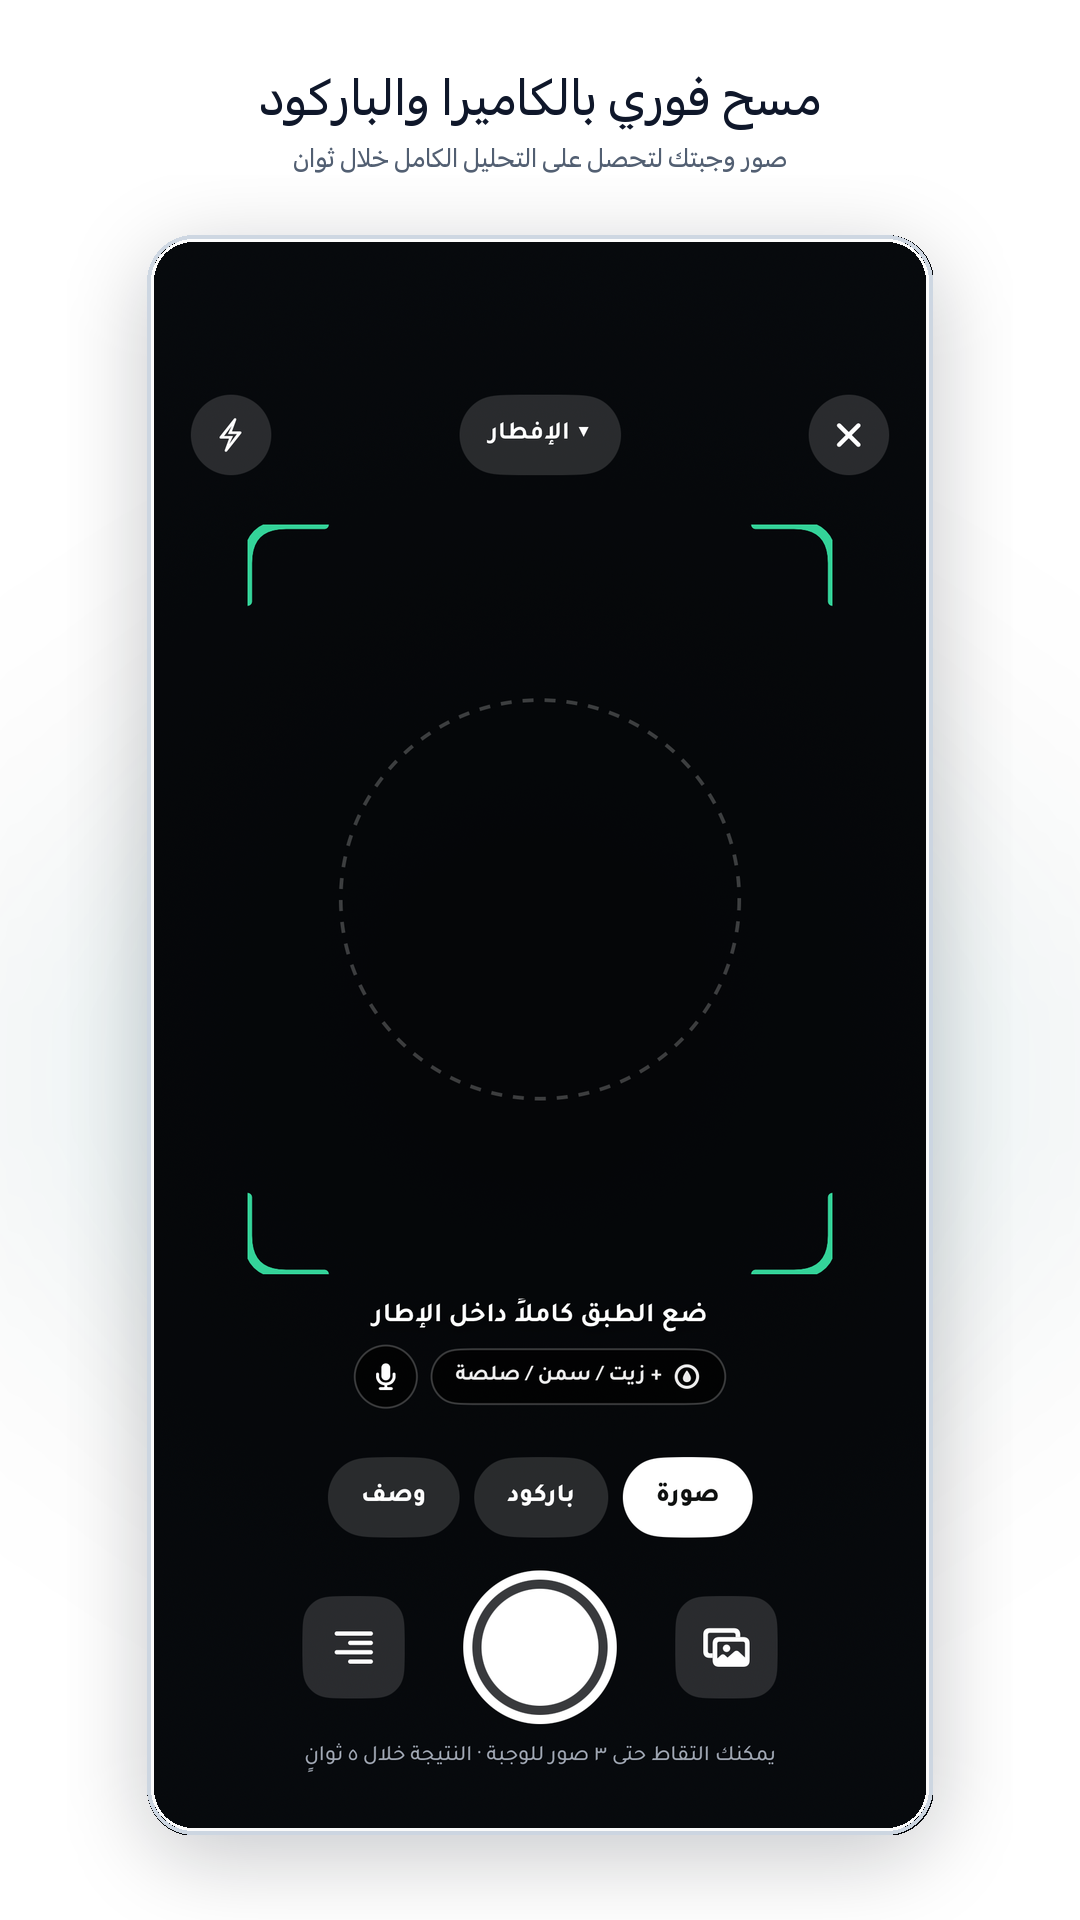 مسح فوري بالكاميرا والباركود
صور وجبتك لتحصل على التحليل الكامل خلال ثوان
الإفطار ▾
ضع الطبق كاملاً داخل الإطار
+ زيت / سمن / صلصة
صورة
باركود
وصف
يمكنك التقاط حتى ٣ صور للوجبة · النتيجة خلال ٥ ثوانٍ